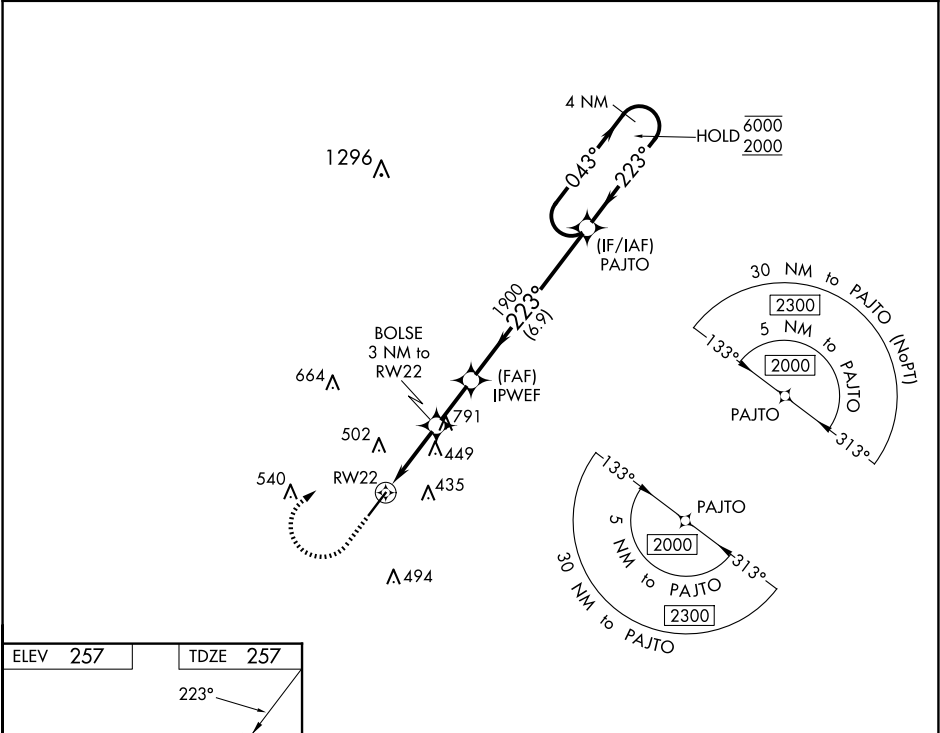 4 NM
HOLD
6000
2000
1296
043°
223°
(IF/IAF)
PAJTO
1900
223°
(6.9)
BOLSE
3 NM to
RW22
(FAF)
IPWEF
664
791
502
449
540
RW22
435
494
30 NM to PAJTO (NoPT)
2300
5 NM to PAJTO
2000
133°
313°
PAJTO
133°
313°
PAJTO
2000
5 NM to PAJTO
2300
30 NM to PAJTO
ELEV 257
TDZE 257
223°